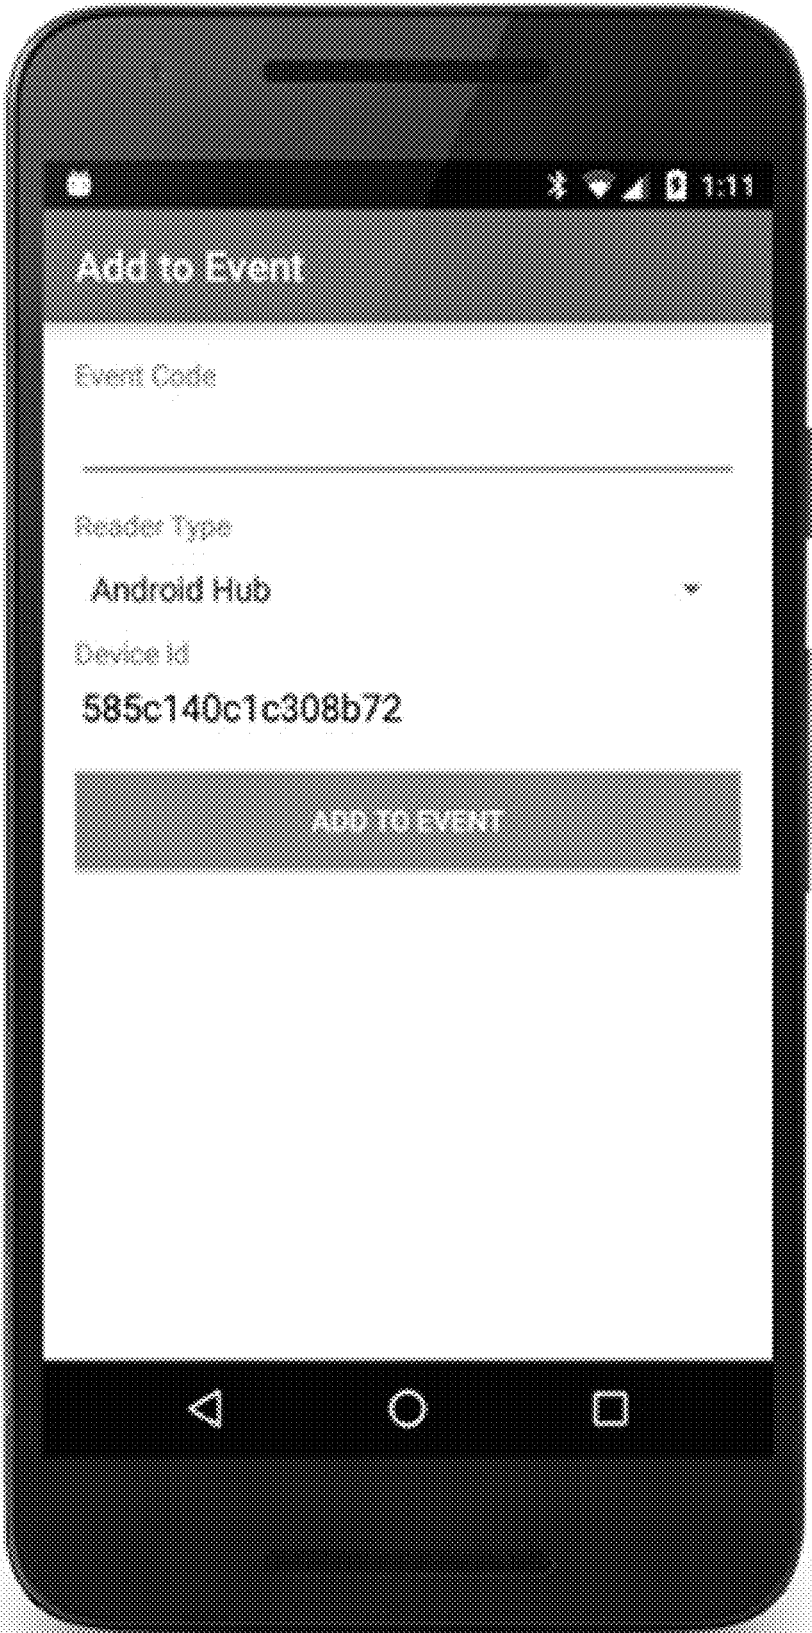 1:11
Add to Event
Event Code
Reader Type
Android Hub
Device Id
585c140c1c308b72
ADD TO EVENT